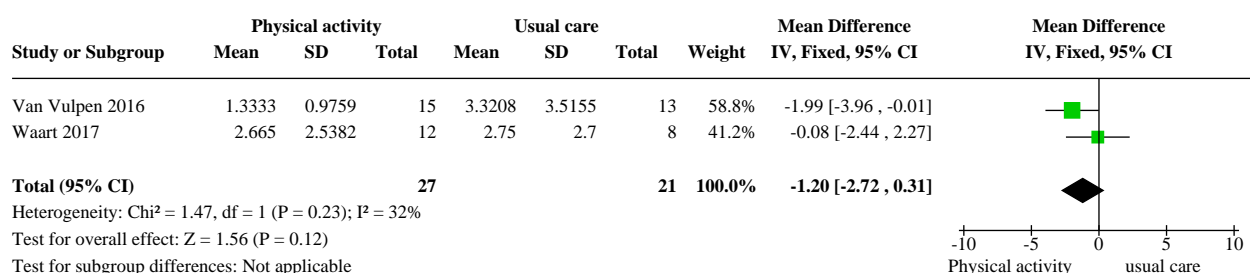 Physical activity Usual care Mean Difference Mean Difference
Study or Subgroup Mean SD Total Mean SD Total Weight IV, Fixed, 95% CI IV, Fixed, 95% CI
Van Vulpen 2016 1.3333 0.9759 15 3.3208 3.5155 13 58.8% -1.99 [-3.96 , -0.01]
Waart 2017 2.665 2.5382 12 2.75 2.7 8 41.2% -0.08 [-2.44 , 2.27]
Total (95% CI) 27 21 100.0% -1.20 [-2.72 , 0.31]
Heterogeneity: Chi² = 1.47, df = 1 (P = 0.23); I² = 32%
Test for overall effect: Z = 1.56 (P = 0.12)
-10 -5 0 5 10
Test for subgroup differences: Not applicable Physical activity usual care